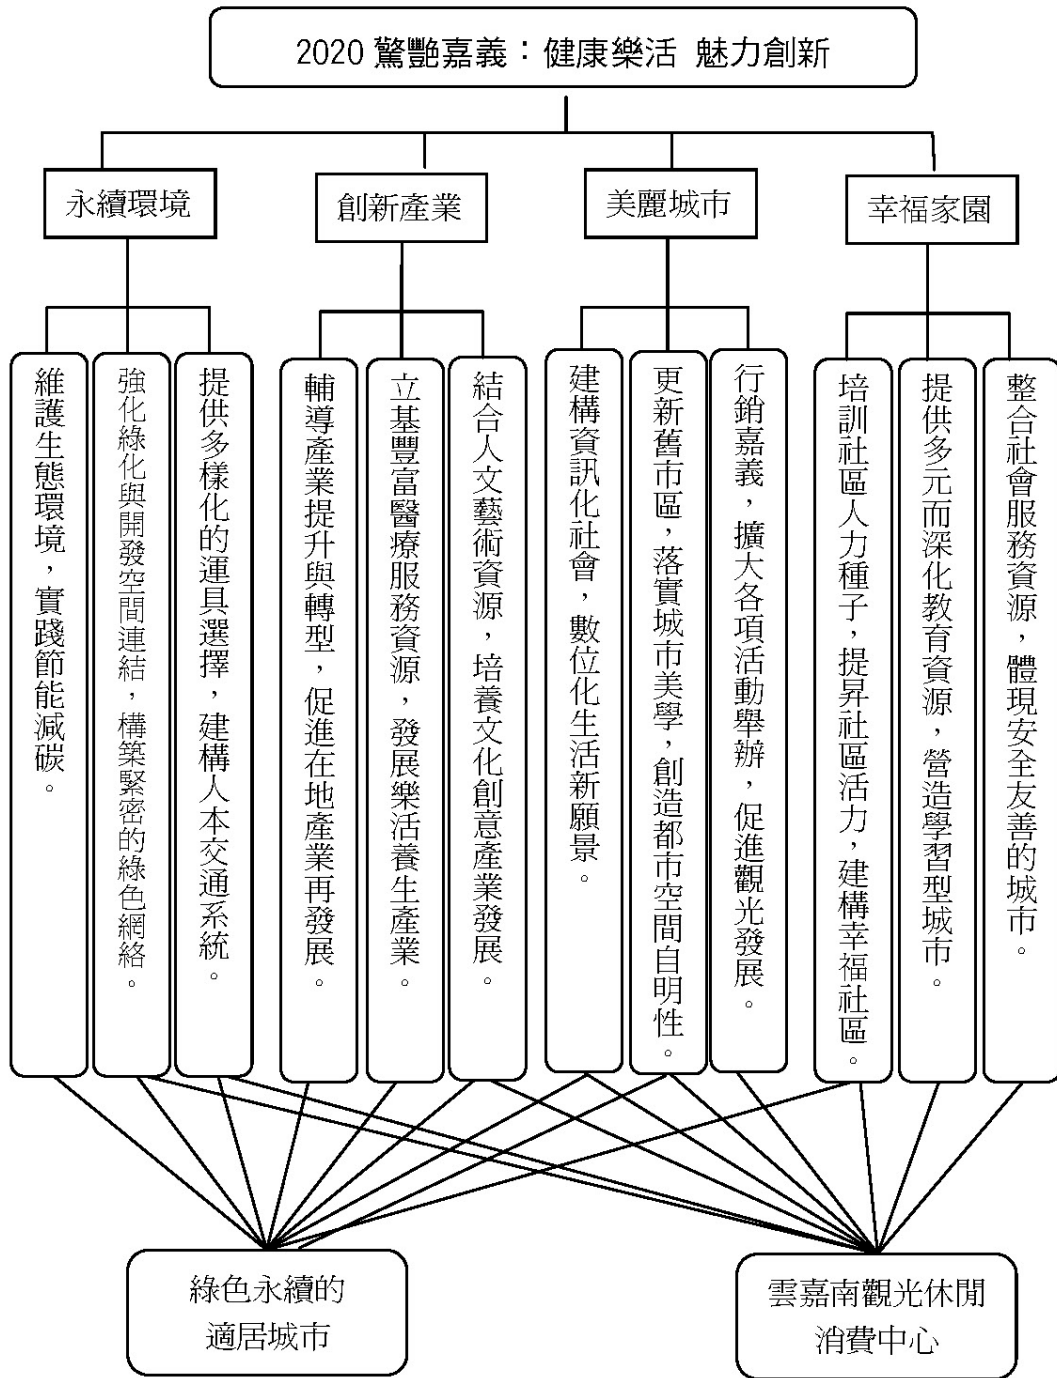 2020 驚艷嘉義：健康樂活 魅力創新
永續環境
創新產業
美麗城市
幸福家園
維護生態環境，實踐節能減碳。
強化綠化與開發空間連結，構築緊密的綠色網絡。
提供多樣化的運具選擇，建構人本交通系統。
輔導產業提升與轉型，促進在地產業再發展。
立基豐富醫療服務資源，發展樂活養生產業
結合人文藝術資源，培養文化創意產業發展。
建構資訊化社會，數位化生活新願景。
更新舊市區，落實城市美學，創造都市空間自明性。
行銷嘉義，擴大各項活動舉辦，促進觀光發展。
培訓社區人力種子，提昇社區活力，建構幸福社區。
提供多元而深化教育資源，營造學習型城市。
整合社會服務資源，體現安全友善的城市。
綠色永續的
適居城市
雲嘉南觀光休閒
消費中心